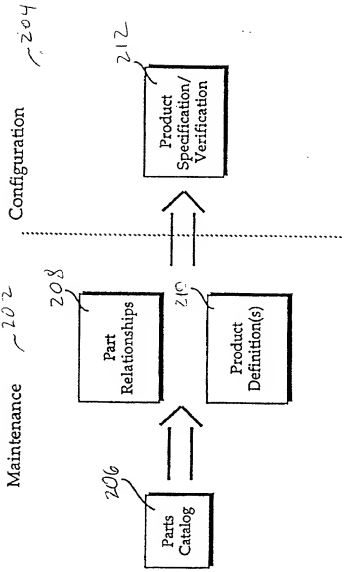 Maintenance
202
Configuration
204
206
Parts
Catalog
208
Part
Relationships
210
Product
Definition(s)
212
Product
Specification/
Verification